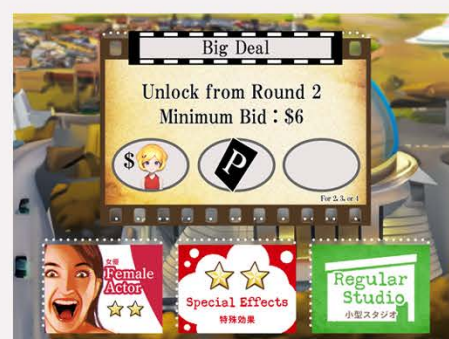 Big Deal
Unlock from Round 2
Minimum Bid：$6
$
P
For 2, 3, or 4
女優
Female
Actor
Special Effects
特殊効果
Regular
Studio
小型スタジオ